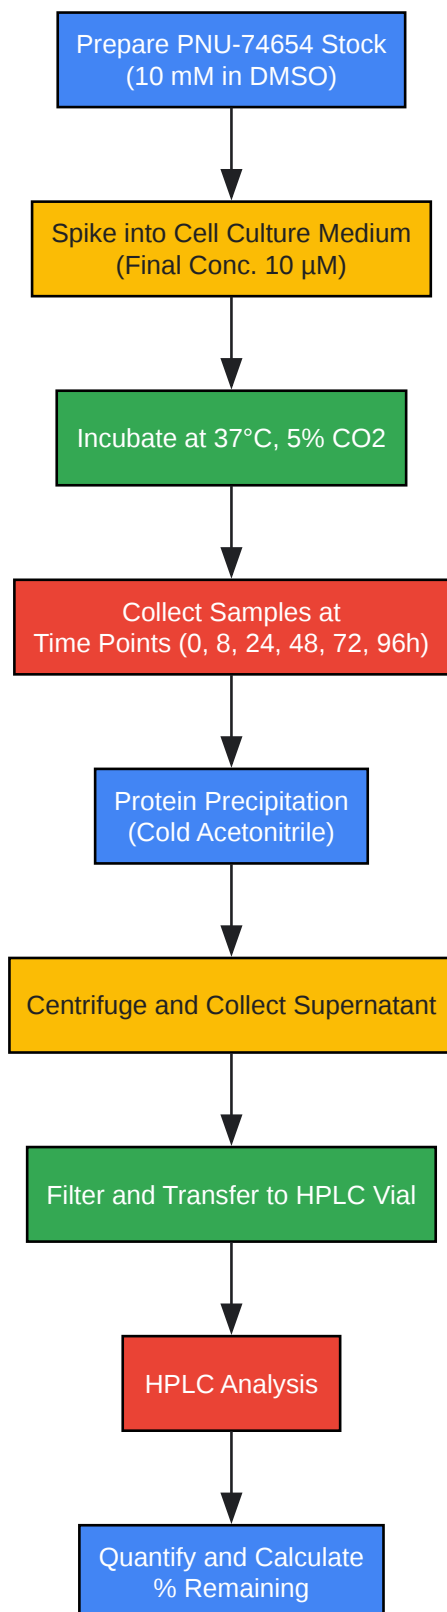 Prepare PNU-74654 Stock
(10 mM in DMSO)
Spike into Cell Culture Medium
(Final Conc. 10 µM)
Incubate at 37°C, 5% CO2
Collect Samples at
Time Points (0, 8, 24, 48, 72, 96h)
Protein Precipitation
(Cold Acetonitrile)
Centrifuge and Collect Supernatant
Filter and Transfer to HPLC Vial
HPLC Analysis
Quantify and Calculate
% Remaining